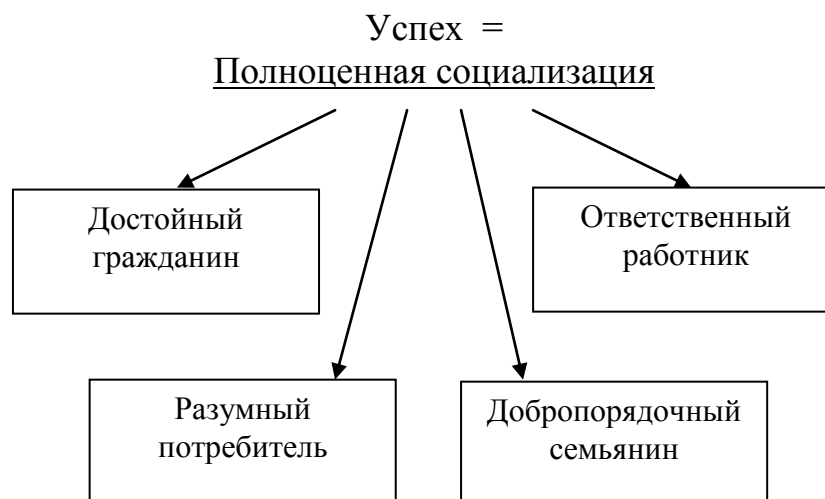 Успех =
Полноценная социализация
Достойный
гражданин
Ответственный
работник
Разумный
потребитель
Добропорядочный
семьянин